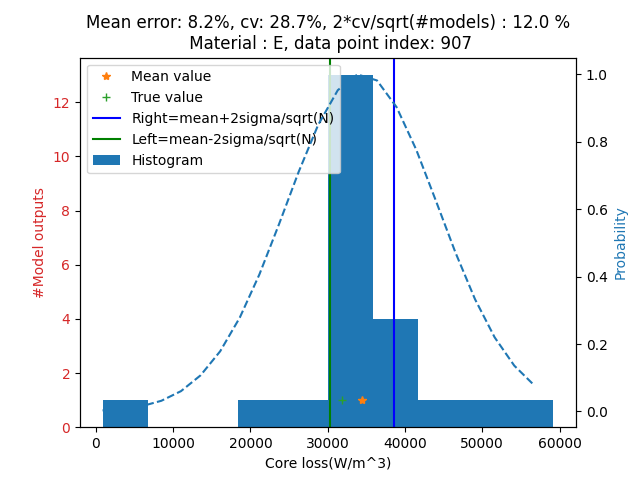 Mean error: 8.2%, cv: 28.7%, 2*cv/sqrt(#models) : 12.0 %
Material : E, data point index: 907
Mean value
True value
Right=mean+2sigma/sqrt(N)
Left=mean-2sigma/sqrt(N)
Histogram
12
10
8
6
4
2
0
#Model outputs
1.0
0.8
0.6
0.4
0.2
0.0
Probability
0 10000 20000 30000 40000 50000 60000
Core loss(W/m^3)